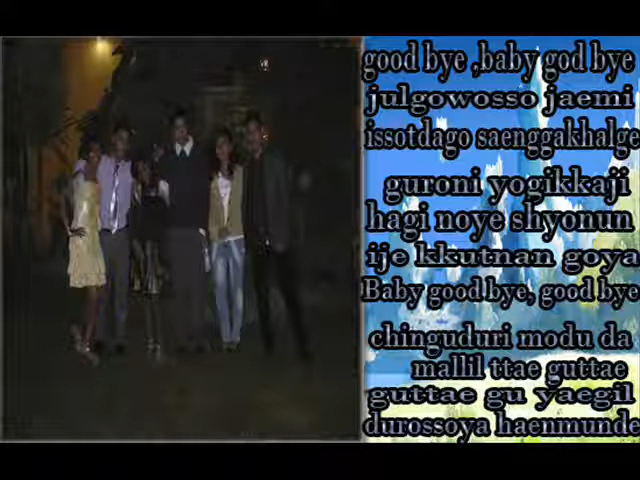 good bye ,baby god bye
julgowosso jaemi
issotdago saenggakhalge
guroni yogikkaji
hagi noye shyonun
ije kkutnan goya
Baby good bye, good bye
chinguduri modu da
mallil ttae guttae
guttae gu yaegil
durossoya haenmunde